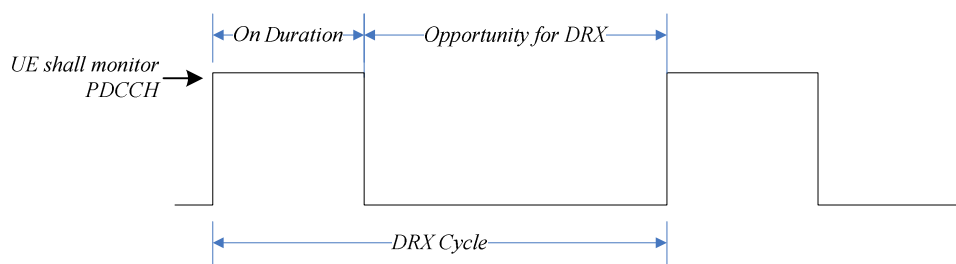 On Duration
Opportunity for DRX
UE shall monitor
PDCCH
DRX Cycle